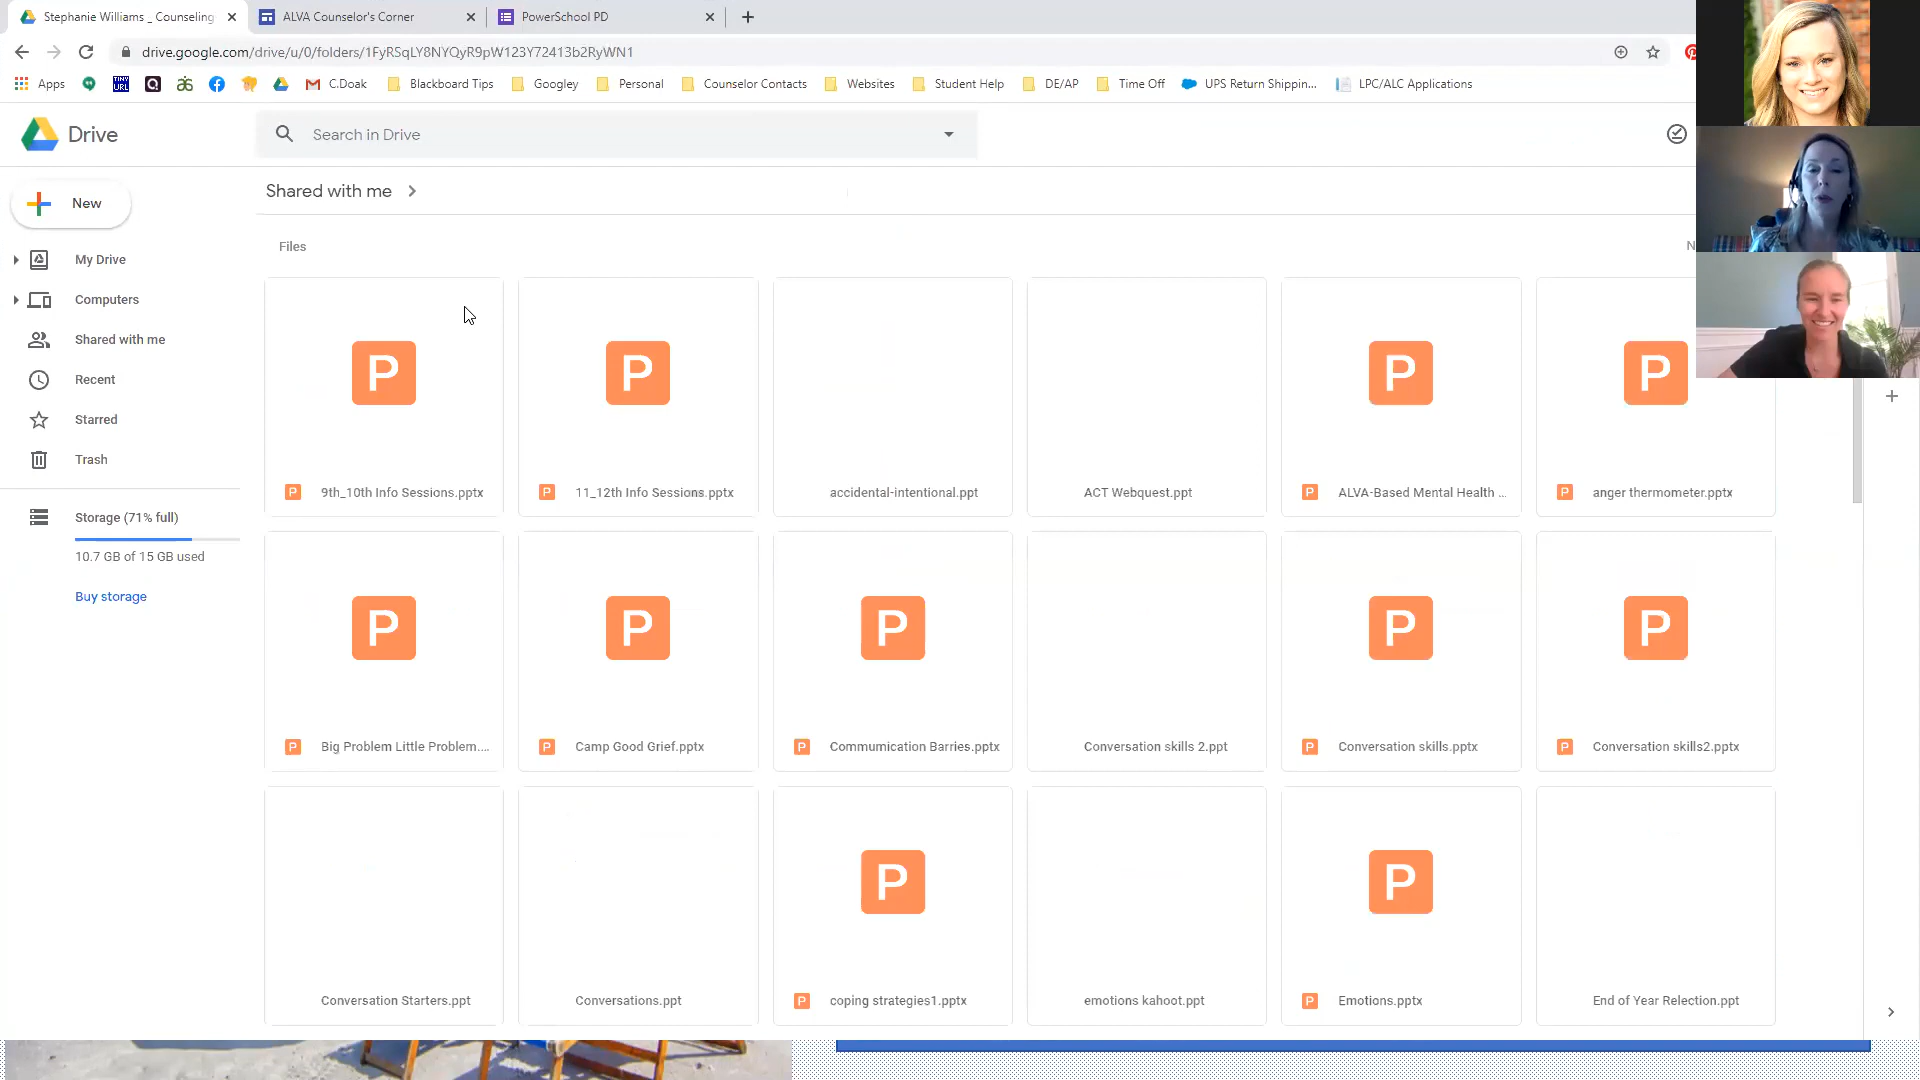 Stephanie Williams _ Counseling
ALVA Counselor's Corner
PowerSchool PD
drive.google.com/drive/u/0/folders/1FyRSqLY8NYQyR9pW123Y72413b2RyWN1
Apps
TINY
URL
C.Doak
Blackboard Tips
Googley
Personal
Counselor Contacts
Websites
Student Help
DE/AP
Time Off
UPS Return Shippin...
LPC/ALC Applications
Drive
Search in Drive
New
Shared with me
Files
N
My Drive
Computers
Shared with me
Recent
Starred
Trash
Storage (71% full)
10.7 GB of 15 GB used
Buy storage
P
P
P
P
P 9th_10th Info Sessions.pptx
P 11_12th Info Sessions.pptx
accidental-intentional.ppt
ACT Webquest.ppt
P ALVA-Based Mental Health ...
P anger thermometer.pptx
P
P
P
P
P
P Big Problem Little Problem....
P Camp Good Grief.pptx
P Commumication Barries.pptx
Conversation skills 2.ppt
P Conversation skills.pptx
P Conversation skills2.pptx
P
P
Conversation Starters.ppt
Conversations.ppt
P coping strategies1.pptx
emotions kahoot.ppt
P Emotions.pptx
End of Year Relection.ppt